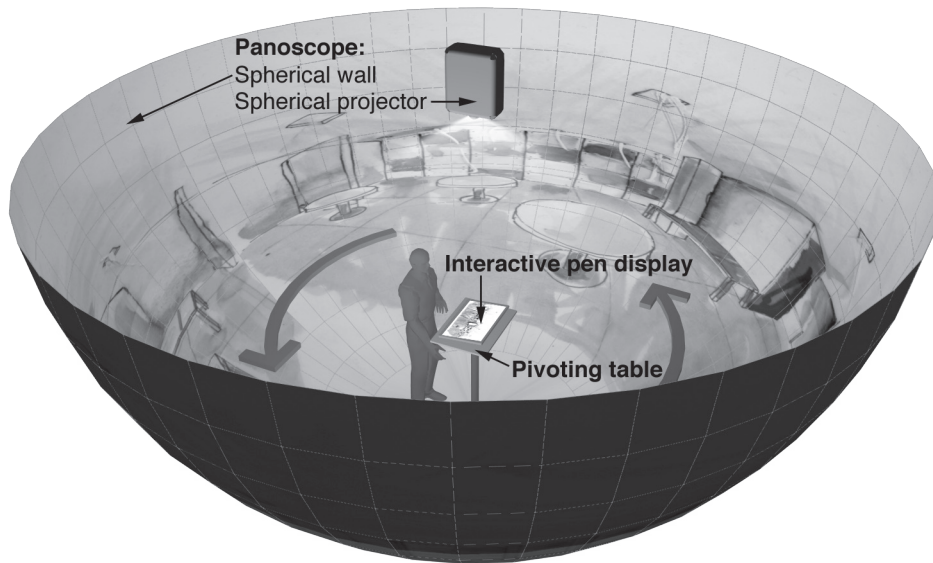 Panoscope:
Spherical wall
Spherical projector
Interactive pen display
Pivoting table